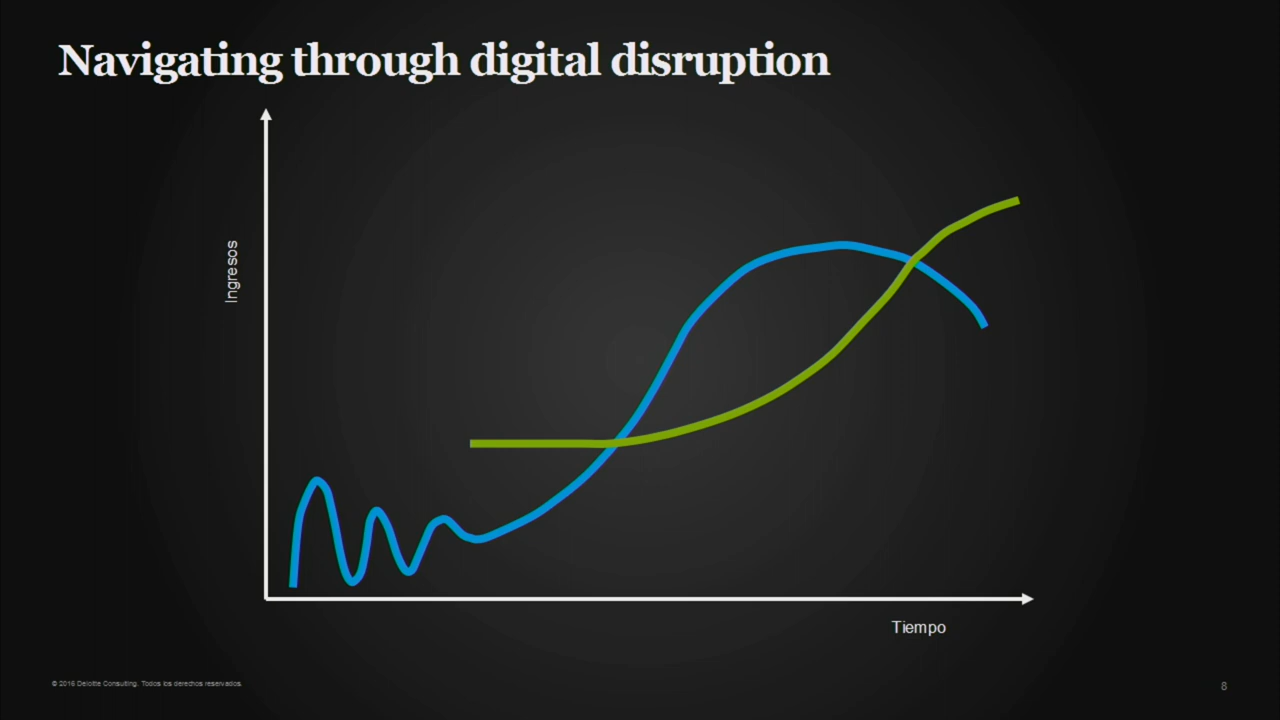 Navigating through digital disruption
Ingresos
Tiempo
© 2016 Deloitte Consulting. Todos los derechos reservados.
8